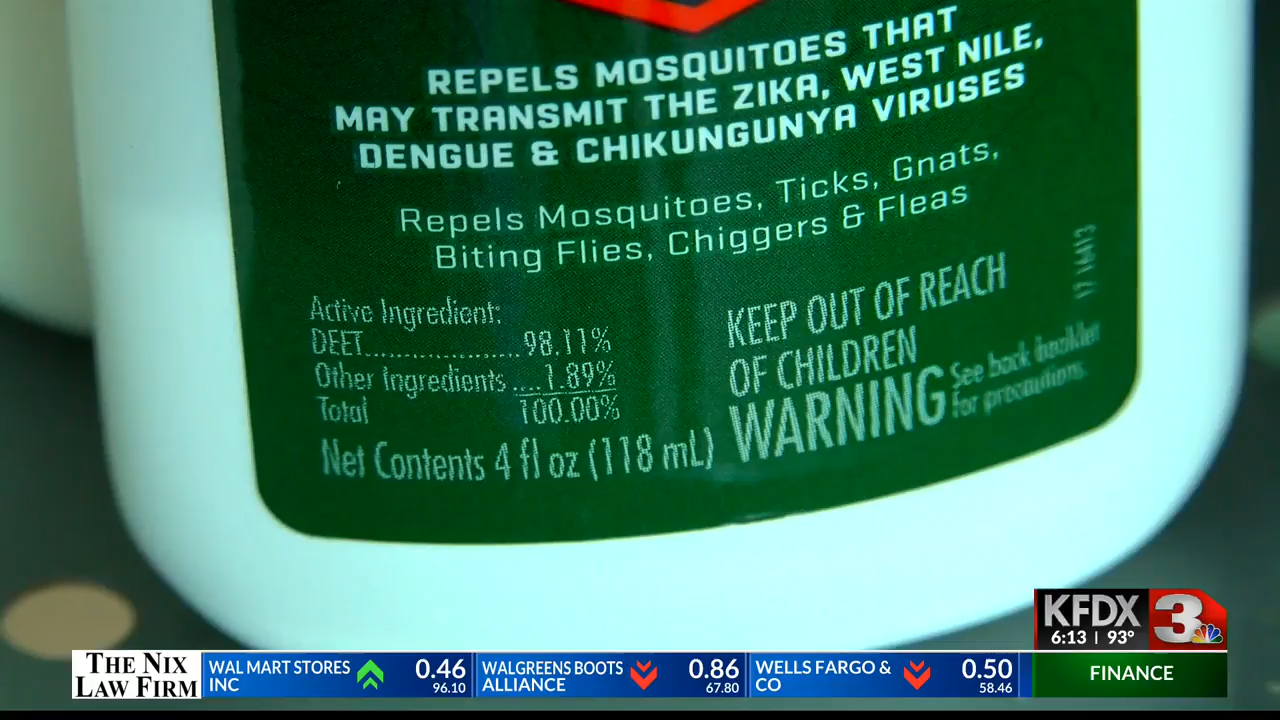 REPELS MOSQUITOES THAT
MAY TRANSMIT THE ZIKA, WEST NILE,
DENGUE & CHIKUNGUNYA VIRUSES
Repels Mosquitoes, Ticks, Gnats,
Biting Flies, Chiggers & Fleas
Active Ingredient:
DEET....................98.11%
Other Ingredients ....1.89%
Total 100.00%
Net Contents 4 fl oz (118 mL)
KEEP OUT OF REACH
OF CHILDREN
WARNING See back booklet
for precautions.
17 16413
KFDX 3
6:13 | 93°
THE NIX
LAW FIRM
WAL MART STORES
INC
0.46
96.10
WALGREENS BOOTS
ALLIANCE
0.86
67.80
WELLS FARGO &
CO
0.50
58.46
FINANCE